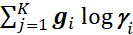 ∑_{j=1}^{K} 𝒈_i log 𝜸_i